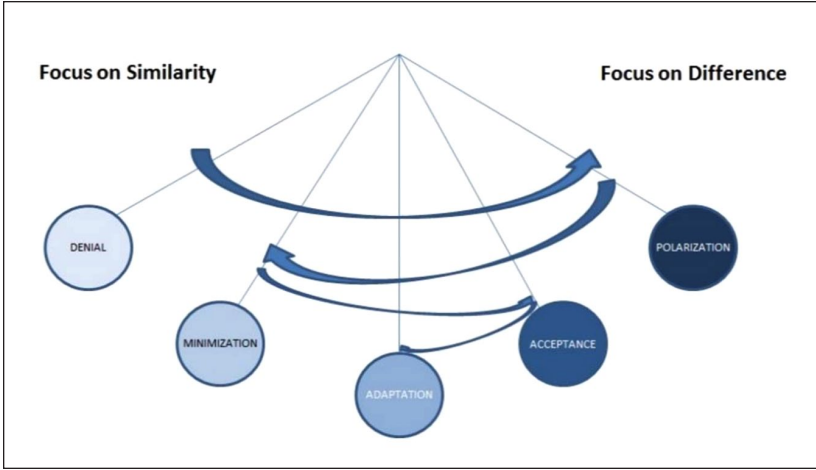 Focus on Similarity
Focus on Difference
DENIAL
POLARIZATION
MINIMIZATION
ACCEPTANCE
ADAPTATION